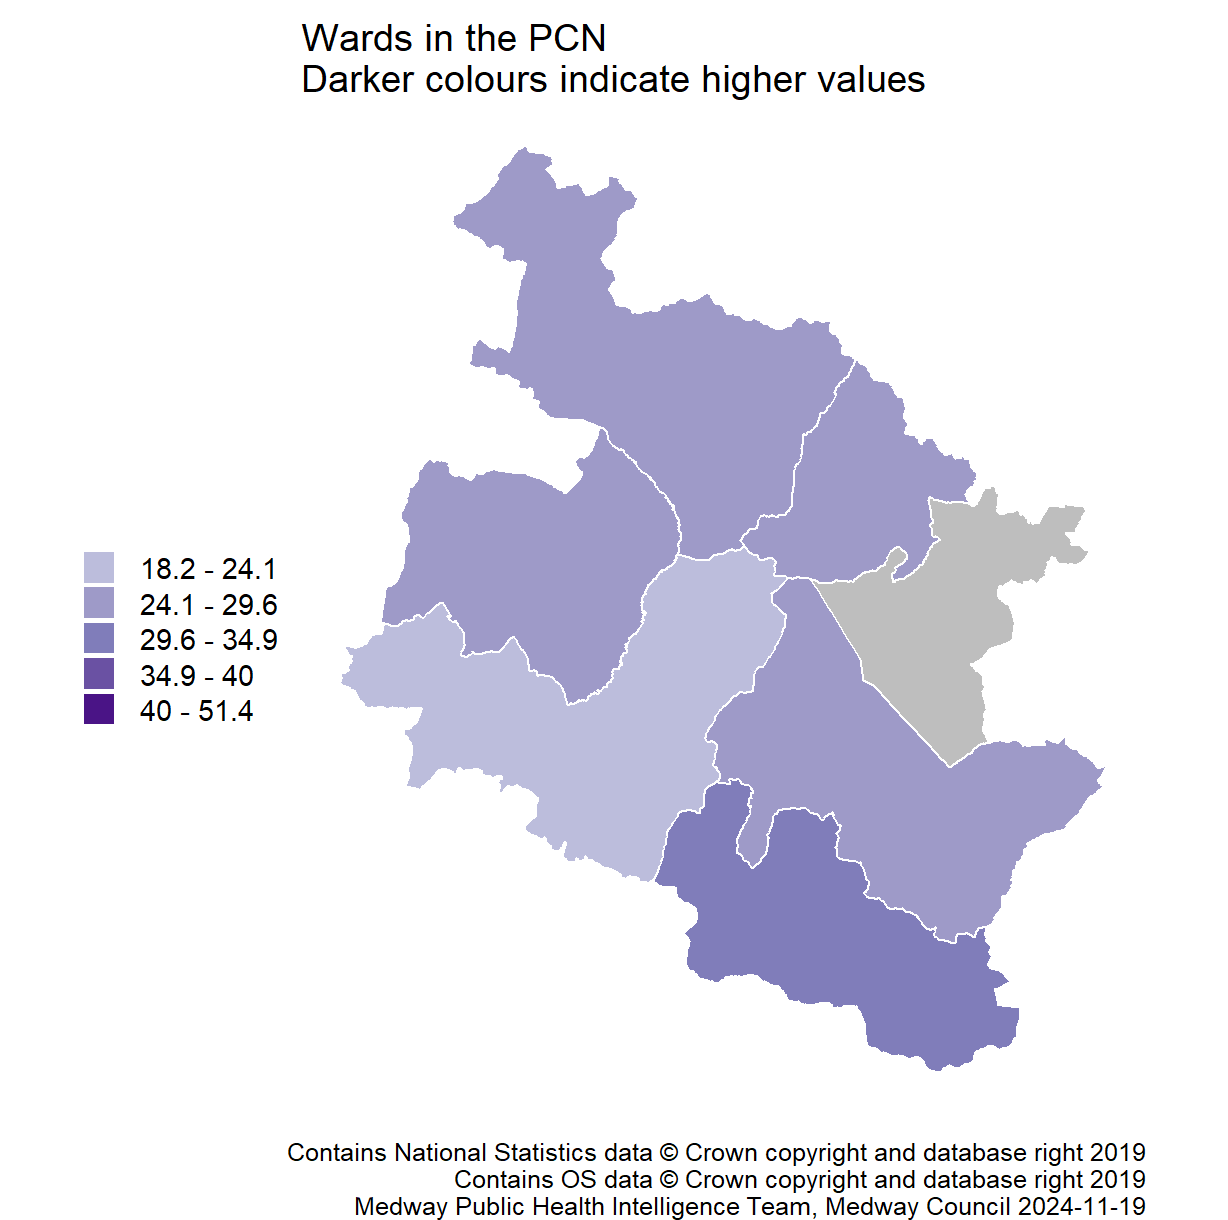 Wards in the PCN
Darker colours indicate higher values
18.2 - 24.1
24.1 - 29.6
29.6 - 34.9
34.9 - 40
40 - 51.4
Contains National Statistics data © Crown copyright and database right 2019
Contains OS data © Crown copyright and database right 2019
Medway Public Health Intelligence Team, Medway Council 2024-11-19